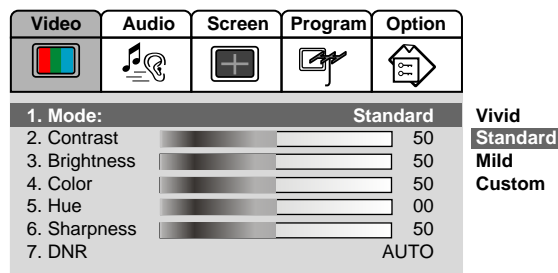 Video Audio Screen Program Option
1. Mode: Standard
2. Contrast 50
3. Brightness 50
4. Color 50
5. Hue 00
6. Sharpness 50
7. DNR AUTO
Vivid
Standard
Mild
Custom